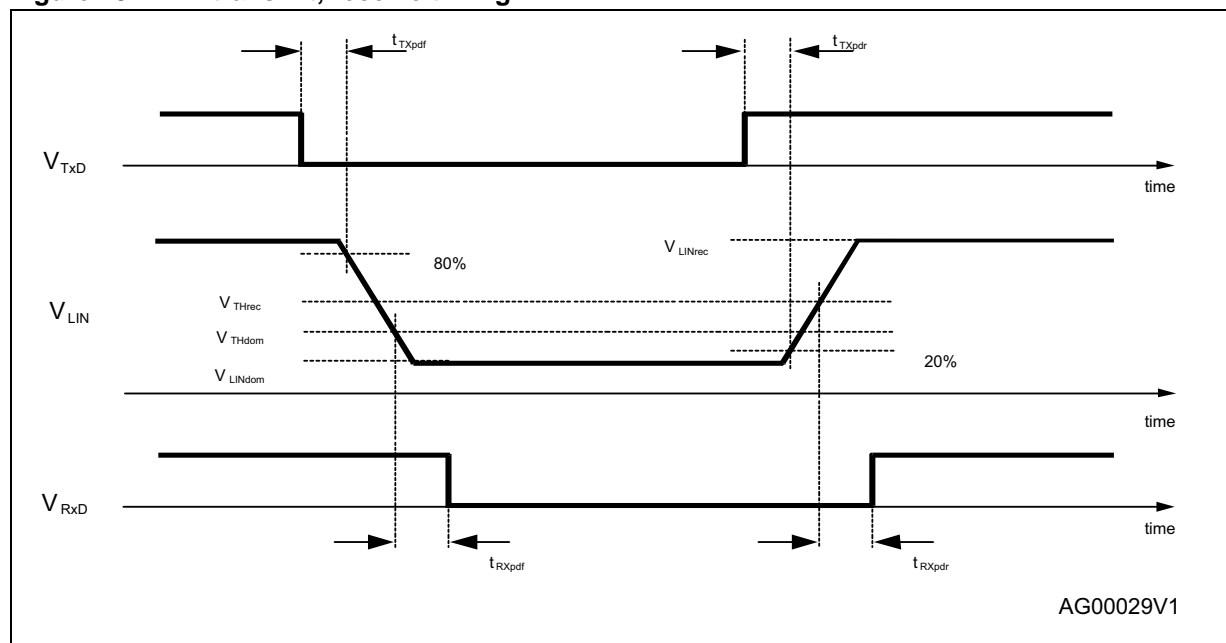 t TXpdf
t TXpdr
V TxD
time
V LINrec
80%
V THrec
V LIN
V THdom
20%
V LINdom
time
V RxD
time
t RXpdf
t RXpdr
AG00029V1